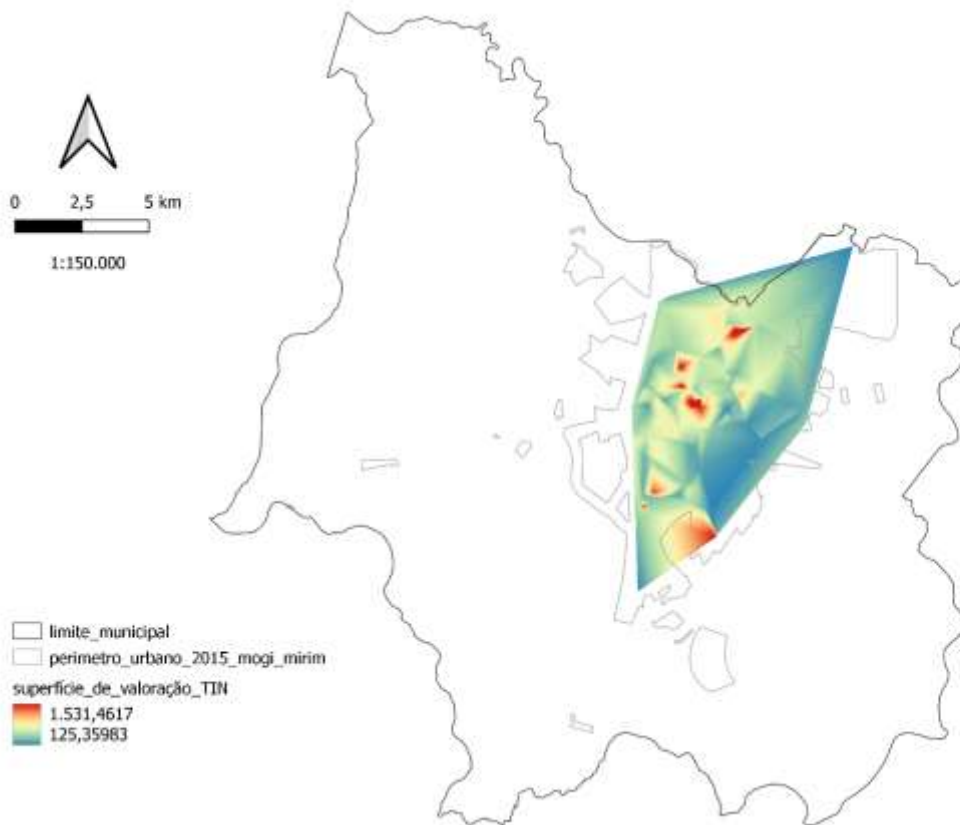 0 2,5 5 km
1:150.000
limite_municipal
perimetro_urbano_2015_mogi_mirim
superfície_de_valoração_TIN
1.531,4617
125,35983